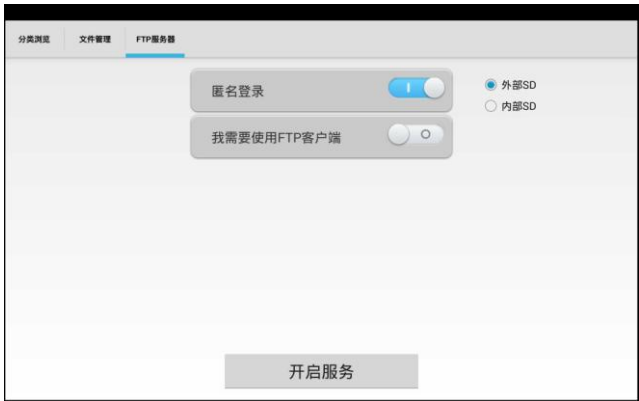 分类浏览 文件管理 FTP服务器
匿名登录
外部SD
内部SD
我需要使用FTP客户端
开启服务